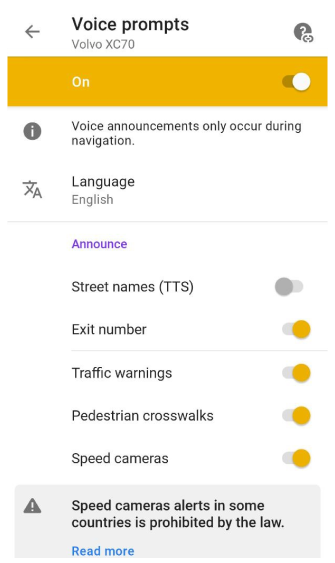 Voice prompts
Volvo XC70
On
Voice announcements only occur during
navigation.
Language
English
Announce
Street names (TTS)
Exit number
Traffic warnings
Pedestrian crosswalks
Speed cameras
Speed cameras alerts in some
countries is prohibited by the law.
Read more